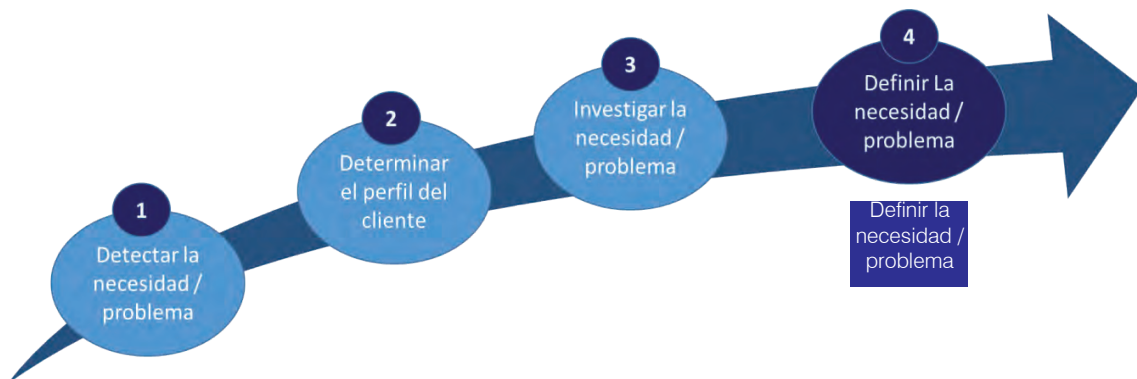 1
Detectar la
necesidad /
problema
2
Determinar
el perfil del
cliente
3
Investigar la
necesidad /
problema
4
Definir La
necesidad /
problema
Definir la
necesidad /
problema